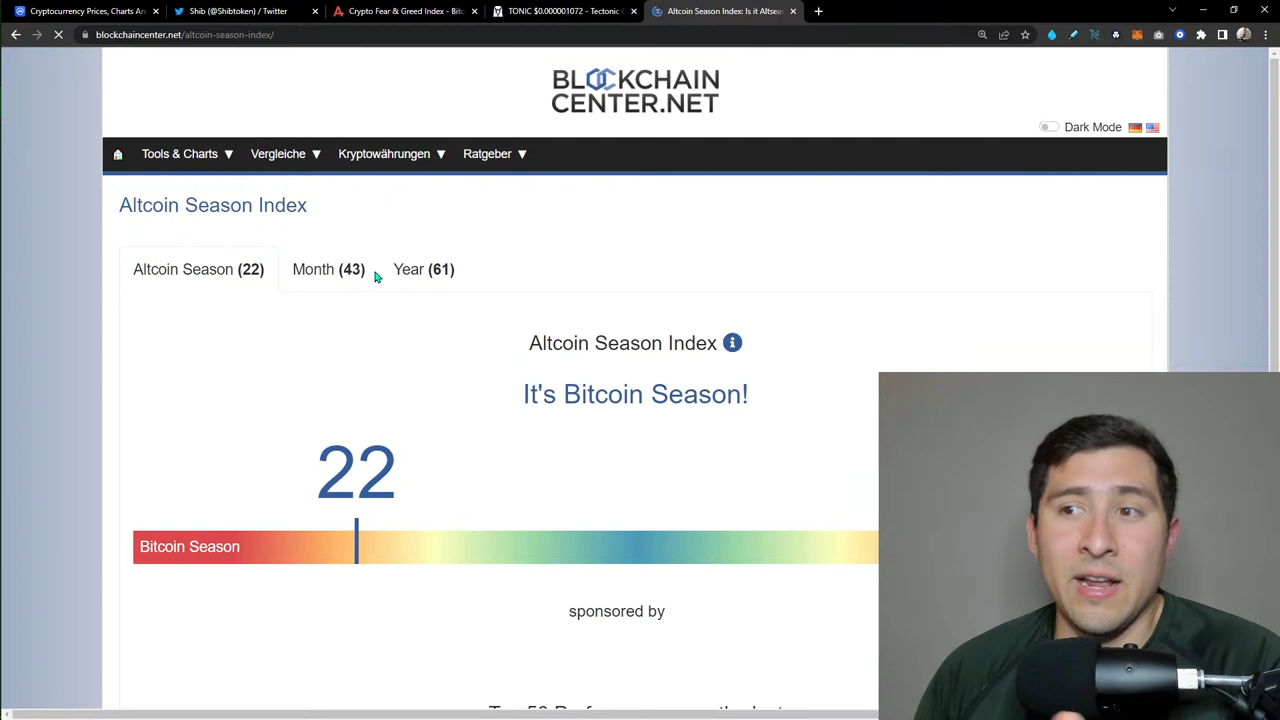 Cryptocurrency Prices, Charts An
Shib (@Shibtoken) / Twitter
Crypto Fear & Greed Index - Bitc
TONIC $0.000001072 - Tectonic
Altcoin Season Index: Is it Altsea
blockchaincenter.net/altcoin-season-index/
BLOCKCHAIN
CENTER.NET
Dark Mode
Tools & Charts ▼ Vergleiche ▼ Kryptowährungen ▼ Ratgeber ▼
Altcoin Season Index
Altcoin Season (22) Month (43) Year (61)
Altcoin Season Index
It's Bitcoin Season!
22
Bitcoin Season
sponsored by